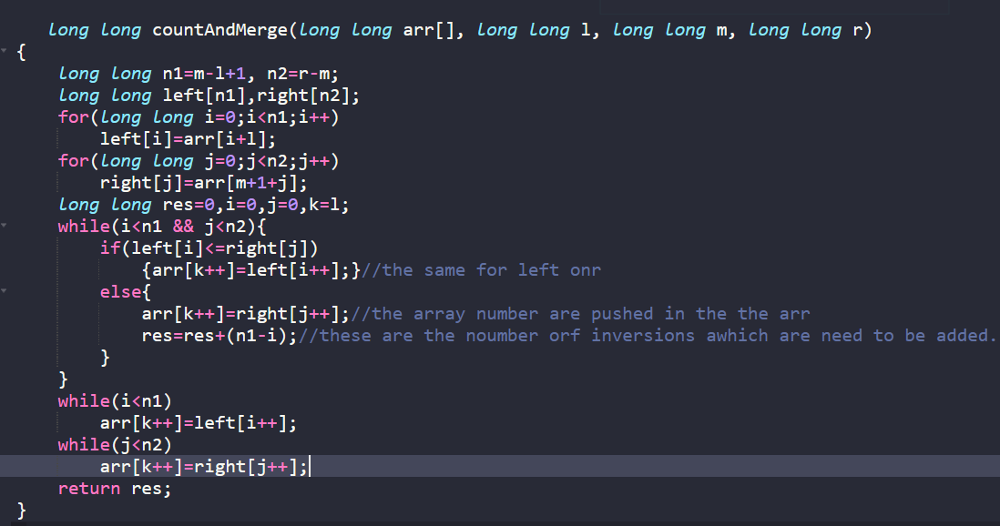 long long countAndMerge(long long arr[], long long l, long long m, long long r)
{
long long n1=m-l+1, n2=r-m;
long long left[n1],right[n2];
for(long long i=0;i<n1;i++)
left[i]=arr[i+l];
for(long long j=0;j<n2;j++)
right[j]=arr[m+1+j];
long long res=0,i=0,j=0,k=l;
while(i<n1 && j<n2){
if(left[i]<=right[j])
{arr[k++]=left[i++];}//the same for left onr
else{
arr[k++]=right[j++];//the array number are pushed in the the arr
res=res+(n1-i);//these are the noumber orf inversions awhich are need to be added.
}
}
while(i<n1)
arr[k++]=left[i++];
while(j<n2)
arr[k++]=right[j++];
return res;
}